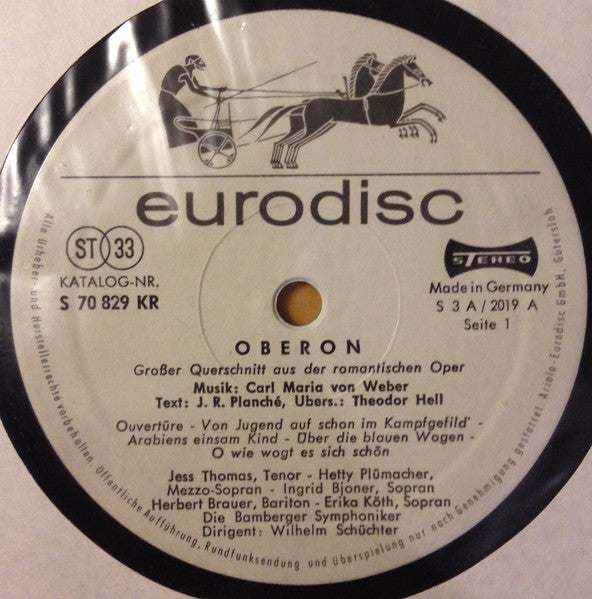 eurodisc
ST 33
KATALOG-NR.
S 70 829 KR
STEREO
Made in Germany
S 3 A / 2019 A
Seite 1
OBERON
Großer Querschnitt aus der romantischen Oper
Musik: Carl Maria von Weber
Text: J. R. Planché, Übers.: Theodor Hell
Ouvertüre - Von Jugend auf schon im Kampfgefild' -
Arabiens einsam Kind - Über die blauen Wogen -
O wie wogt es sich schön
Jess Thomas, Tenor - Hetty Plümacher,
Mezzo-Sopran - Ingrid Bjoner, Sopran
Herbert Brauer, Bariton - Erika Köth, Sopran
Die Bamberger Symphoniker
Dirigent: Wilhelm Schüchter
Alle Urheber- und Herstellerrechte vorbehalten. Öffentliche Aufführung, Rundfunksendung und Überspielung nur nach Genehmigung gestattet. Ariola-Eurodisc GmbH, Gütersloh